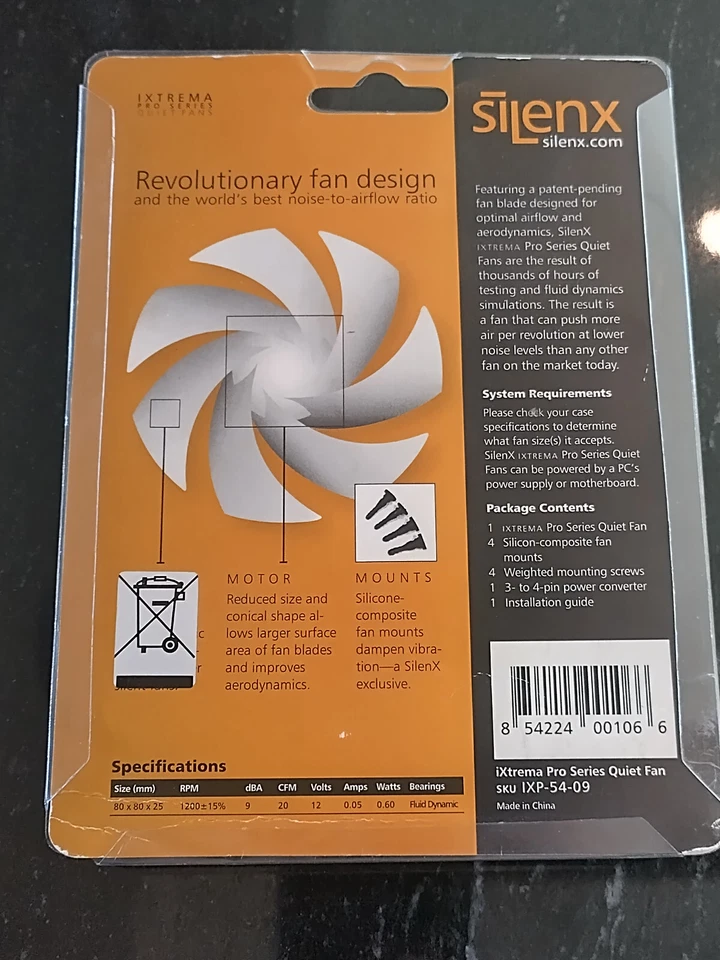 IXTREMA
PRO SERIES
QUIET FANS
SiLenX
silenx.com
Revolutionary fan design
and the world's best noise-to-airflow ratio
Featuring a patent-pending
fan blade designed for
optimal airflow and
aerodynamics, SilenX
IXTREMA Pro Series Quiet
Fans are the result of
thousands of hours of
testing and fluid dynamics
simulations. The result is
a fan that can push more
air per revolution at lower
noise levels than any other
fan on the market today.
System Requirements
Please check your case
specifications to determine
what fan size(s) it accepts.
SilenX IXTREMA Pro Series Quiet
Fans can be powered by a PC's
power supply or motherboard.
Package Contents
1 IXTREMA Pro Series Quiet Fan
4 Silicon-composite fan
mounts
4 Weighted mounting screws
1 3- to 4-pin power converter
1 Installation guide
MOTOR
Reduced size and
conical shape al-
lows larger surface
area of fan blades
and improves
aerodynamics.
MOUNTS
Silicone-
composite
fan mounts
dampen vibra-
tion—a SilenX
exclusive.
8 54224 00106 6
iXtrema Pro Series Quiet Fan
SKU IXP-54-09
Made in China
Specifications
Size (mm) RPM dBA CFM Volts Amps Watts Bearings
80 x 80 x 25 1200±15% 9 20 12 0.05 0.60 Fluid Dynamic